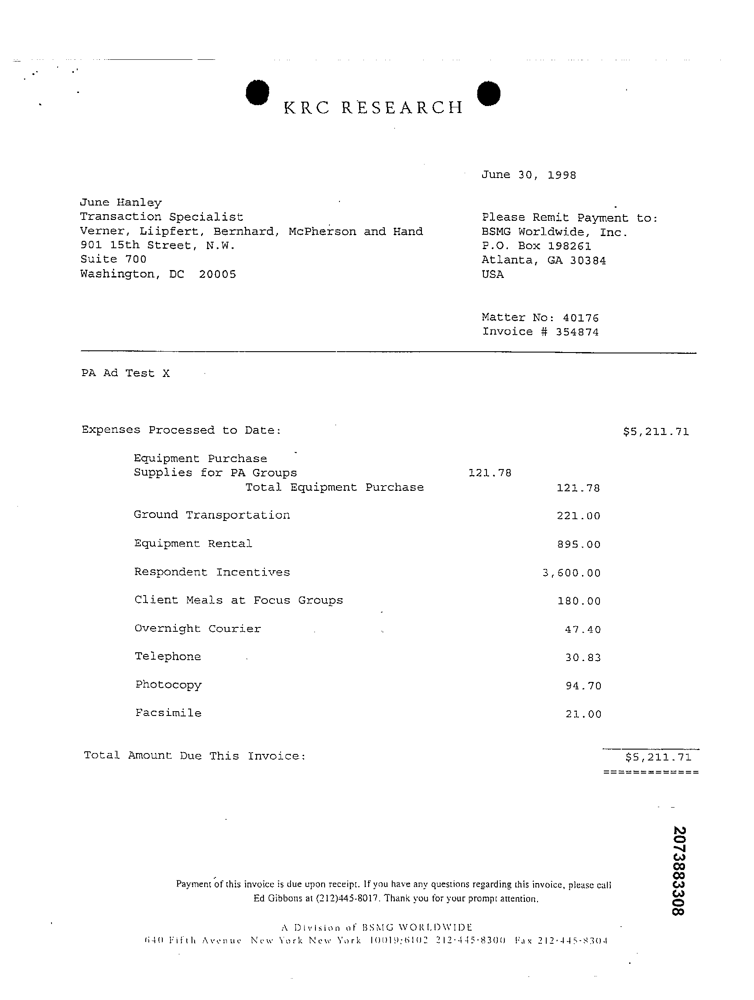 KRC RESEARCH
June 30, 1998
June Hanley
Transaction Specialist
Verner, Liipfert, Bernhard, McPherson and Hand
901 15th Street, N.W.
Suite 700
Washington, DC 20005
Please Remit Payment to:
BSMG Worldwide, Inc.
P.O. Box 198261
Atlanta, GA 30384
USA
Matter No: 40176
Invoice # 354874
PA Ad Test X
Expenses Processed to Date: $5,211.71
Equipment Purchase
Supplies for PA Groups 121.78
Total Equipment Purchase 121.78
Ground Transportation 221.00
Equipment Rental 895.00
Respondent Incentives 3,600.00
Client Meals at Focus Groups 180.00
Overnight Courier 47.40
Telephone 30.83
Photocopy 94.70
Facsimile 21.00
Total Amount Due This Invoice: $5,211.71
=============
2073883308
Payment of this invoice is due upon receipt. If you have any questions regarding this invoice, please call
Ed Gibbons at (212)445-8017. Thank you for your prompt attention.
A Division of BSMG WORLDWIDE
640 Fifth Avenue New York New York 10019-6102 212-445-8300 Fax 212-445-8304